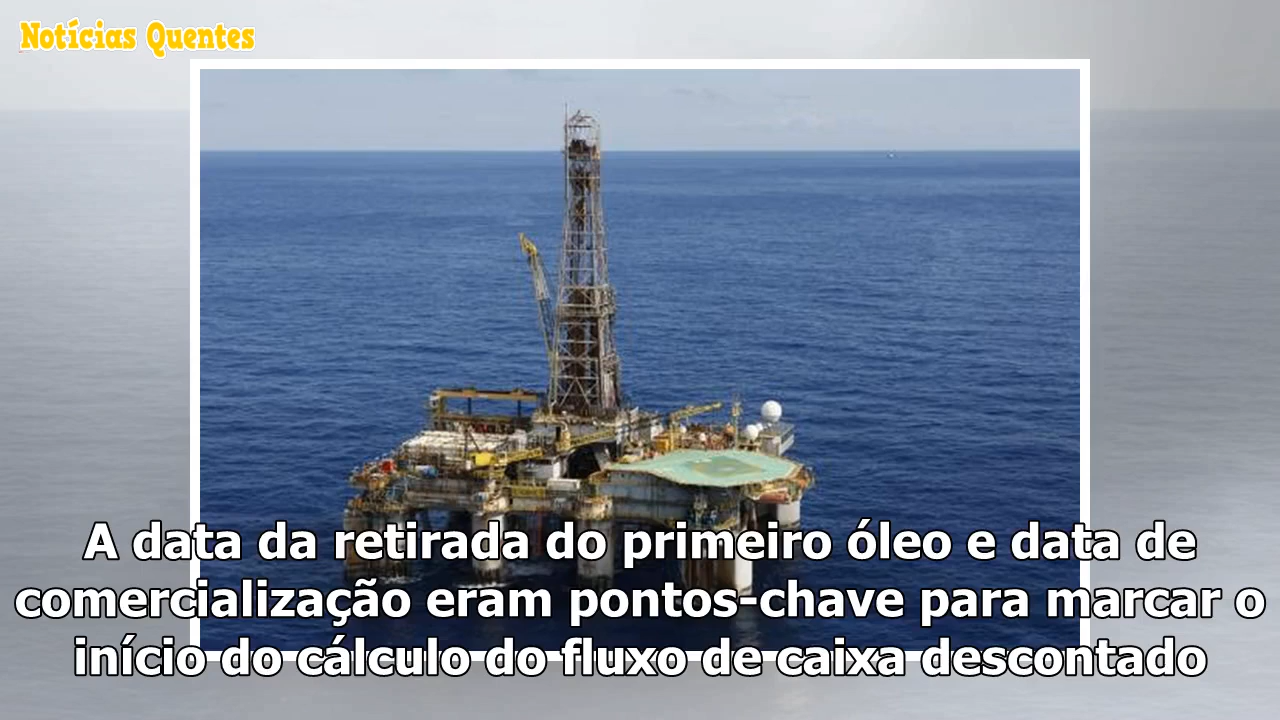 Notícias Quentes
A data da retirada do primeiro óleo e data de
comercialização eram pontos-chave para marcar o
início do cálculo do fluxo de caixa descontado